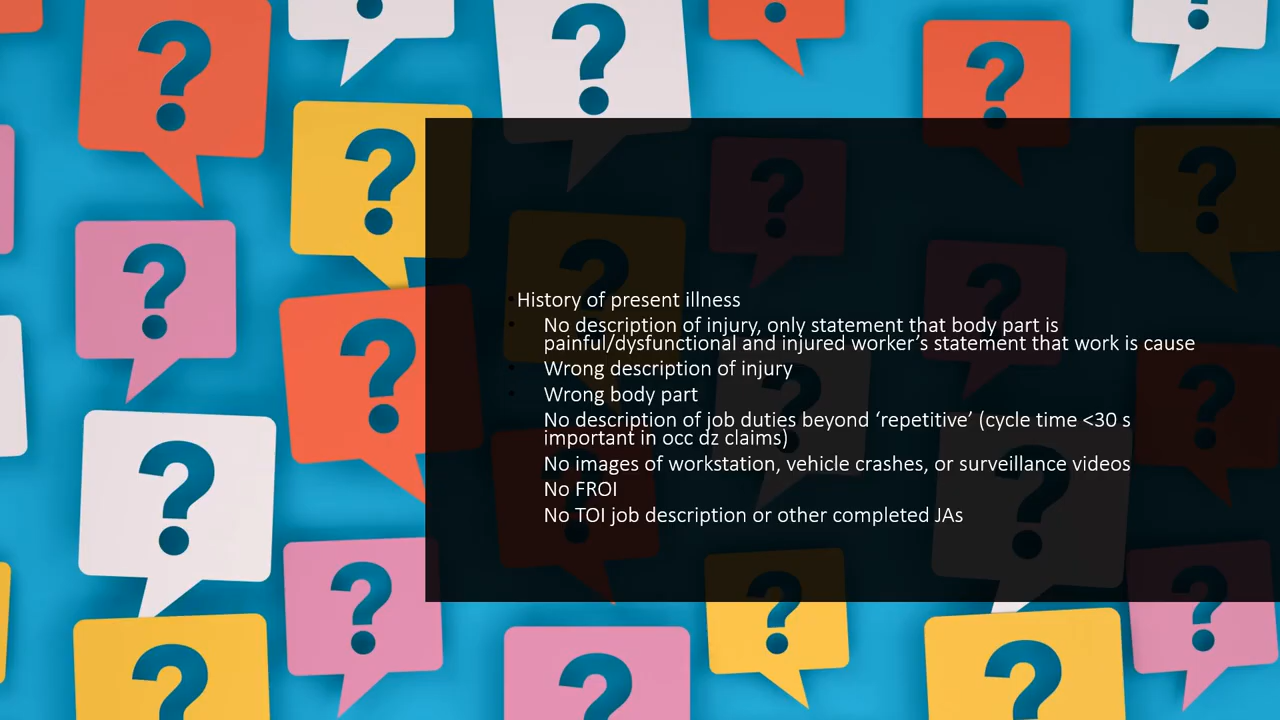 History of present illness
No description of injury, only statement that body part is
painful/dysfunctional and injured worker's statement that work is cause
Wrong description of injury
Wrong body part
No description of job duties beyond ‘repetitive’ (cycle time <30 s
important in occ dz claims)
No images of workstation, vehicle crashes, or surveillance videos
No FROI
No TOI job description or other completed JAs